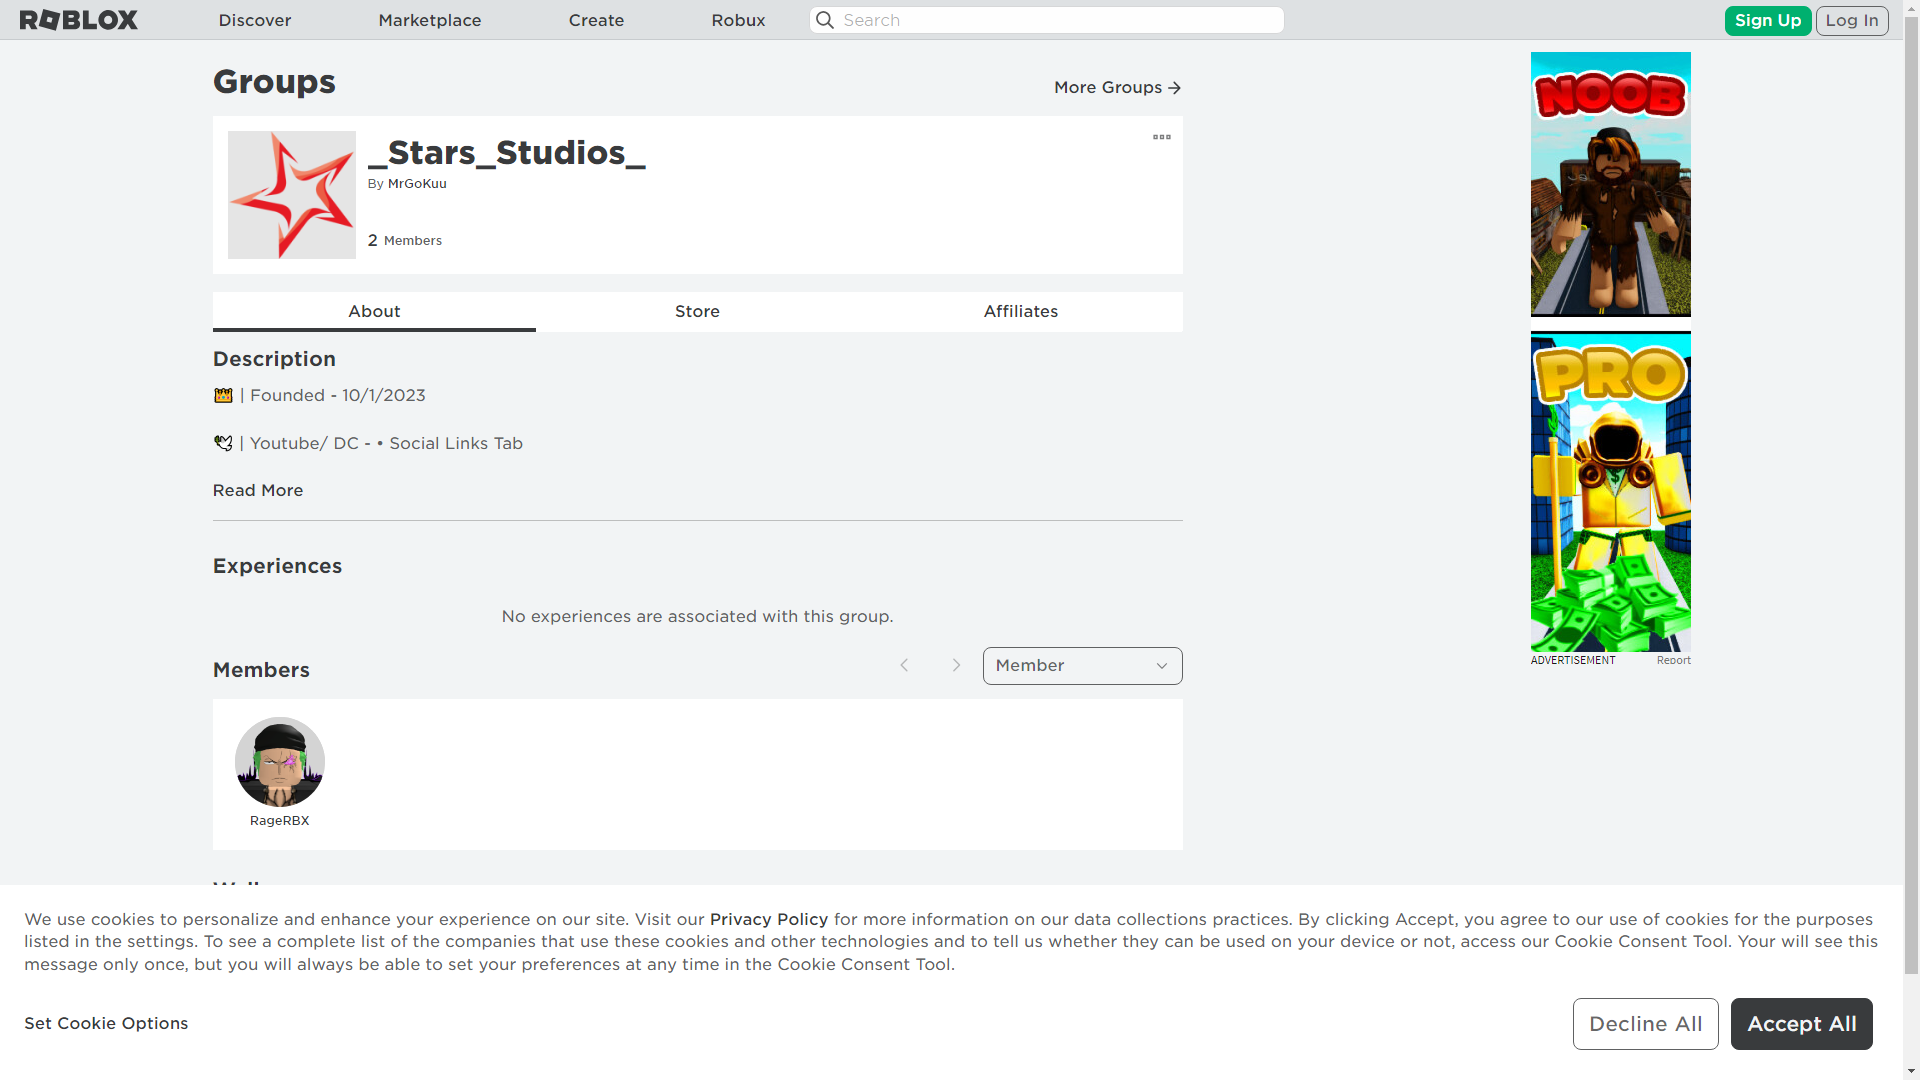 ROBLOX
Discover
Marketplace
Create
Robux
Search
Sign Up
Log In
Groups
More Groups
_Stars_Studios_
By MrGoKuu
2 Members
About
Store
Affiliates
Description
| Founded - 10/1/2023
| Youtube/ DC - • Social Links Tab
Read More
Experiences
No experiences are associated with this group.
Members
Member
RageRBX
We use cookies to personalize and enhance your experience on our site. Visit our Privacy Policy for more information on our data collections practices. By clicking Accept, you agree to our use of cookies for the purposes
listed in the settings. To see a complete list of the companies that use these cookies and other technologies and to tell us whether they can be used on your device or not, access our Cookie Consent Tool. Your will see this
message only once, but you will always be able to set your preferences at any time in the Cookie Consent Tool.
Set Cookie Options
Decline All
Accept All
NOOB
PRO
ADVERTISEMENT
Report